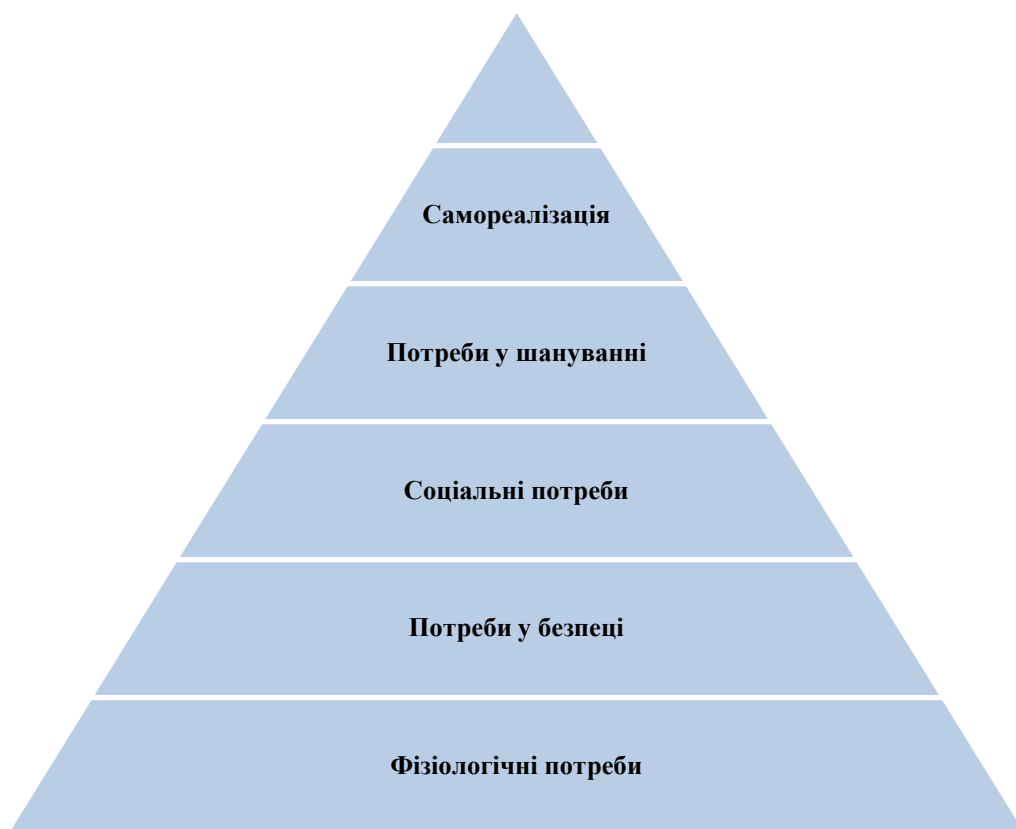 Самореалізація
Потреби у шануванні
Соціальні потреби
Потреби у безпеці
Фізіологічні потреби